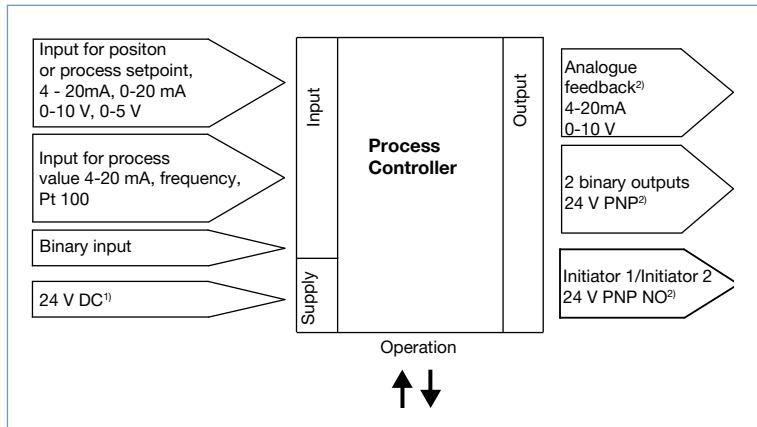 Input for positon
or process setpoint,
4 - 20mA, 0-20 mA
0-10 V, 0-5 V
Input for process
value 4-20 mA, frequency,
Pt 100
Binary input
24 V DC1)
Input
Supply
Process
Controller
Output
Analogue
feedback2)
4-20mA
0-10 V
2 binary outputs
24 V PNP2)
Initiator 1/Initiator 2
24 V PNP NO2)
Operation